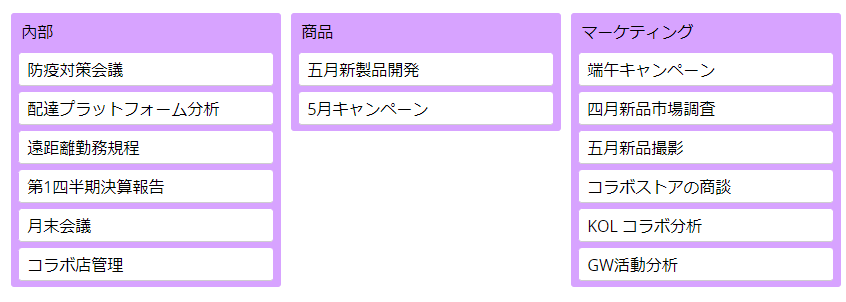 內部
防疫対策会議
配達プラットフォーム分析
遠距離勤務規程
第1四半期決算報告
月末会議
コラボ店管理
商品
五月新製品開発
5月キャンペーン
マーケティング
端午キャンペーン
四月新品市場調査
五月新品撮影
コラボストアの商談
KOL コラボ分析
GW活動分析